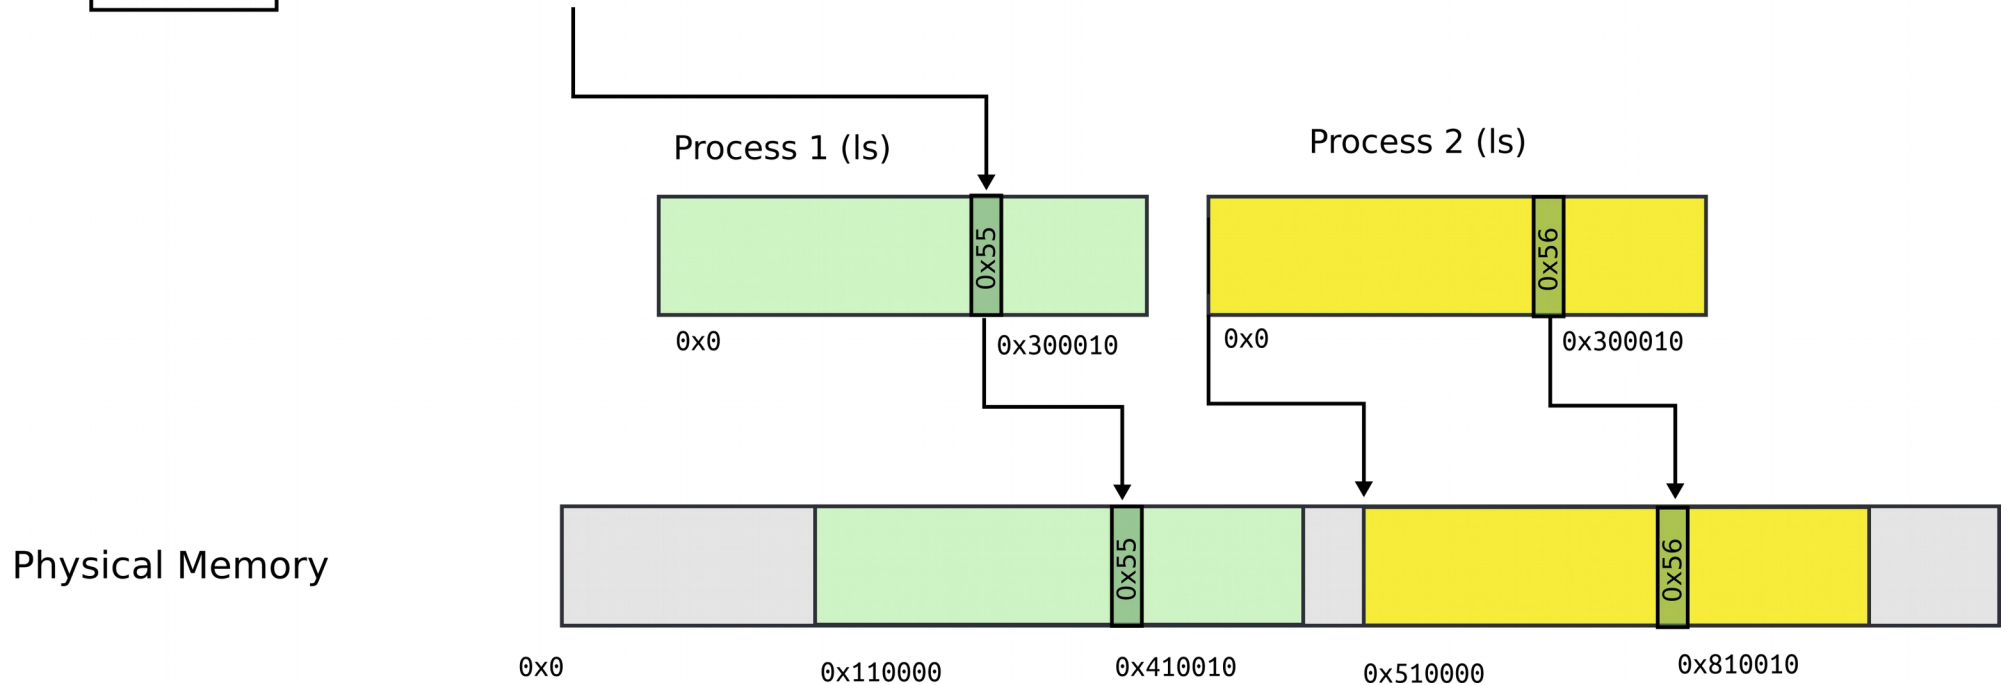 Process 1 (ls)
Process 2 (ls)
0x55
0x56
0x0
0x300010
0x0
0x300010
Physical Memory
0x55
0x56
0x0
0x110000
0x410010
0x510000
0x810010